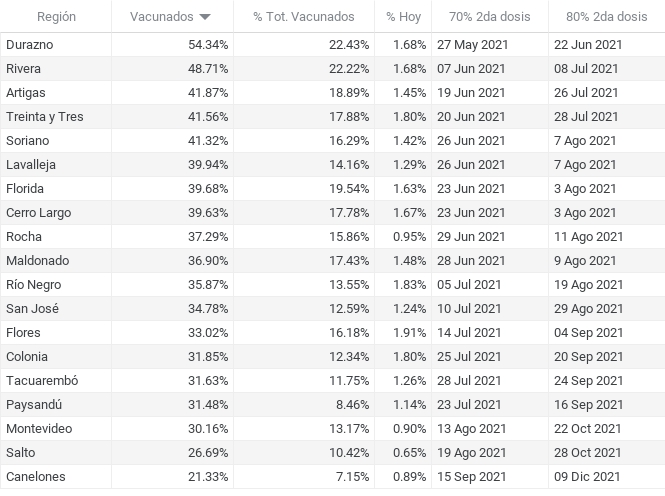 Región Vacunados % Tot. Vacunados % Hoy 70% 2da dosis 80% 2da dosis
Durazno 54.34% 22.43% 1.68% 27 May 2021 22 Jun 2021
Rivera 48.71% 22.22% 1.68% 07 Jun 2021 08 Jul 2021
Artigas 41.87% 18.89% 1.45% 19 Jun 2021 26 Jul 2021
Treinta y Tres 41.56% 17.88% 1.80% 20 Jun 2021 28 Jul 2021
Soriano 41.32% 16.29% 1.42% 26 Jun 2021 7 Ago 2021
Lavalleja 39.94% 14.16% 1.29% 26 Jun 2021 7 Ago 2021
Florida 39.68% 19.54% 1.63% 23 Jun 2021 3 Ago 2021
Cerro Largo 39.63% 17.78% 1.67% 23 Jun 2021 3 Ago 2021
Rocha 37.29% 15.86% 0.95% 29 Jun 2021 11 Ago 2021
Maldonado 36.90% 17.43% 1.48% 28 Jun 2021 9 Ago 2021
Río Negro 35.87% 13.55% 1.83% 05 Jul 2021 19 Ago 2021
San José 34.78% 12.59% 1.24% 10 Jul 2021 29 Ago 2021
Flores 33.02% 16.18% 1.91% 14 Jul 2021 04 Sep 2021
Colonia 31.85% 12.34% 1.80% 25 Jul 2021 20 Sep 2021
Tacuarembó 31.63% 11.75% 1.26% 28 Jul 2021 24 Sep 2021
Paysandú 31.48% 8.46% 1.14% 23 Jul 2021 16 Sep 2021
Montevideo 30.16% 13.17% 0.90% 13 Ago 2021 22 Oct 2021
Salto 26.69% 10.42% 0.65% 19 Ago 2021 28 Oct 2021
Canelones 21.33% 7.15% 0.89% 15 Sep 2021 09 Dic 2021